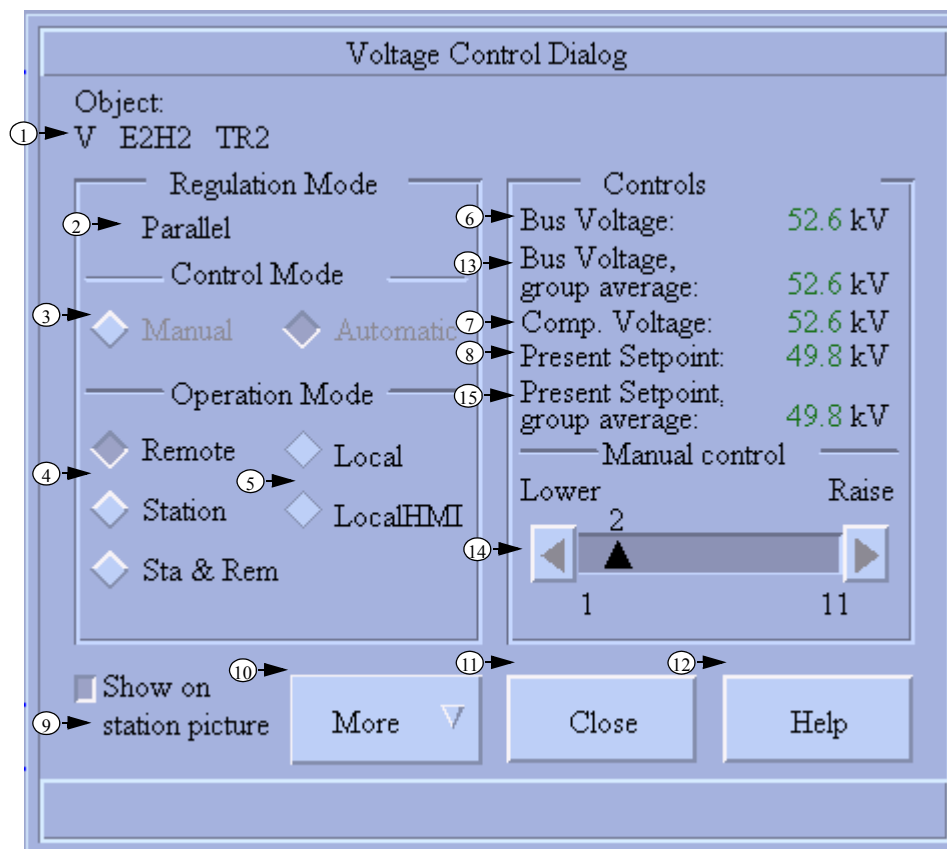 Voltage Control Dialog
Object:
1 V E2H2 TR2
Regulation Mode
2 Parallel
Control Mode
3 Manual Automatic
Operation Mode
4 Remote
5 Local
Station
LocalHMI
Sta & Rem
Controls
6 Bus Voltage: 52.6 kV
13 Bus Voltage,
group average: 52.6 kV
7 Comp. Voltage: 52.6 kV
8 Present Setpoint: 49.8 kV
15 Present Setpoint,
group average: 49.8 kV
Manual control
Lower Raise
2
14
1 11
9 Show on
station picture
10 More
11 Close
12 Help